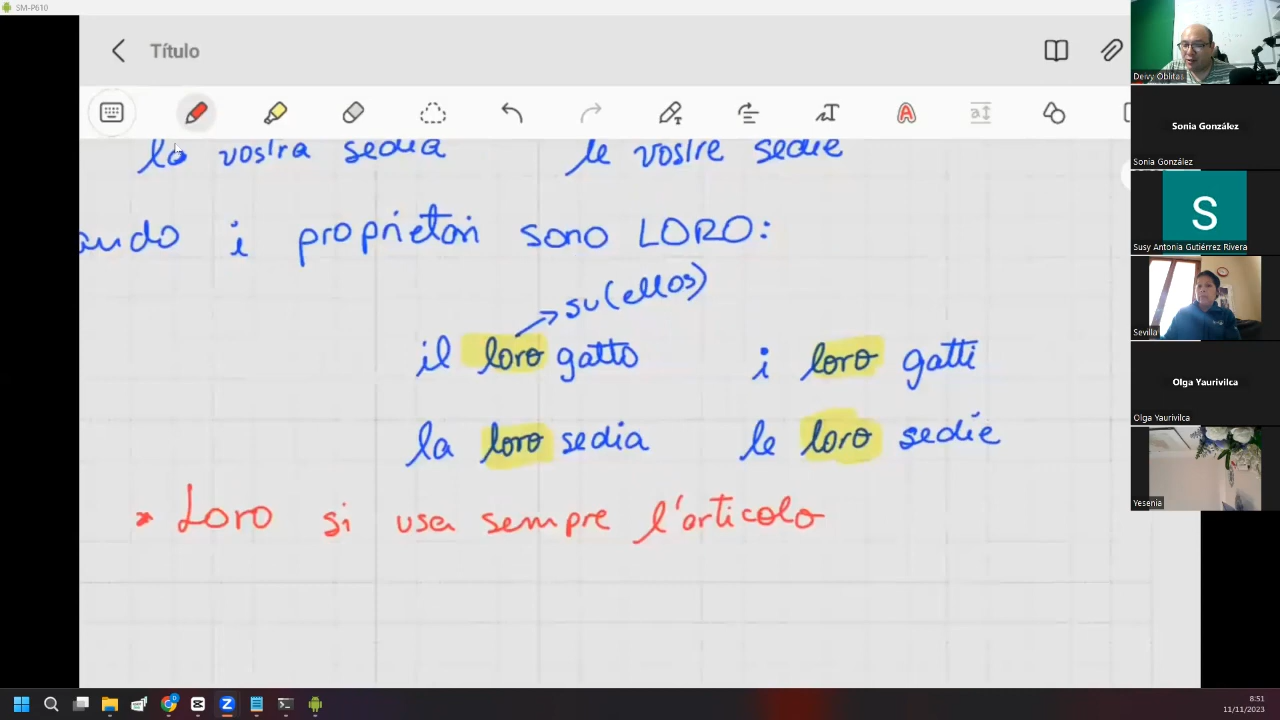 SM-P610
Título
la vostra sedia le vostre sedie
ando i proprietari sono LORO:
su(ellos)
il loro gatto i loro gatti
la loro sedia le loro sedie
* Loro si usa sempre l'articolo
Deivy Oblitas
Sonia González
Sonia González
S
Susy Antonia Gutiérrez Rivera
Sevilla
Olga Yaurivilca
Olga Yaurivilca
Yesenia
8:51
11/11/2023